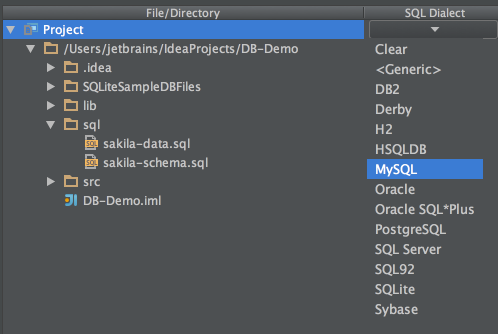 File/Directory
SQL Dialect
Project
/Users/jetbrains/IdeaProjects/DB-Demo
.idea
SQLiteSampleDBFiles
lib
sql
sakila-data.sql
sakila-schema.sql
src
DB-Demo.iml
Clear
<Generic>
DB2
Derby
H2
HSQLDB
MySQL
Oracle
Oracle SQL*Plus
PostgreSQL
SQL Server
SQL92
SQLite
Sybase